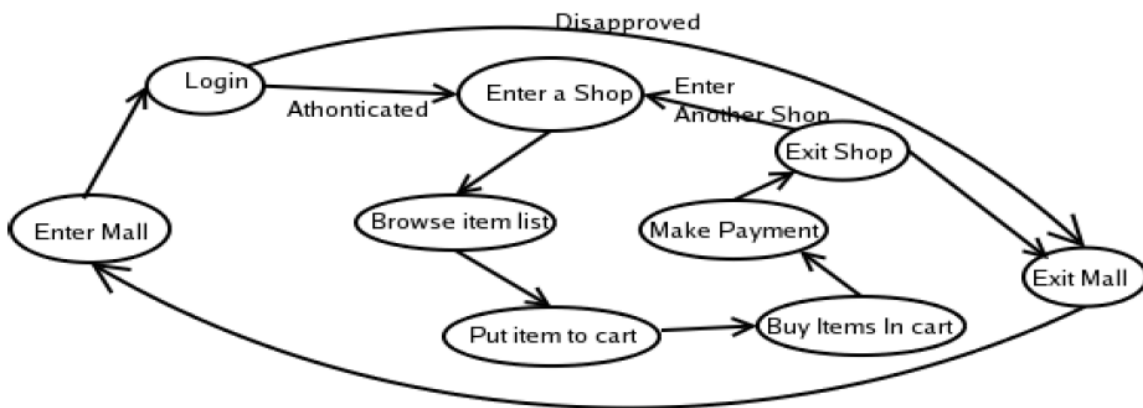 Disapproved
Login
Enter a Shop
Enter
Another Shop
Athonticated
Exit Shop
Enter Mall
Browse item list
Make Payment
Exit Mall
Put item to cart
Buy Items In cart